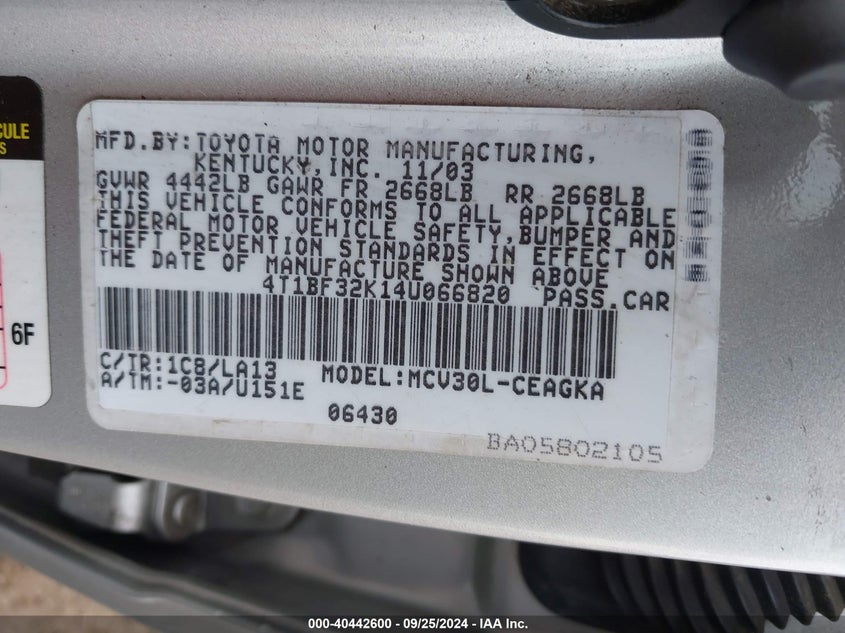 CULE
S
6F
MFD.BY:TOYOTA MOTOR MANUFACTURING,
KENTUCKY,INC. 11/03
GVWR 4442LB GAWR FR 2668LB RR 2668LB
THIS VEHICLE CONFORMS TO ALL APPLICABLE
FEDERAL MOTOR VEHICLE SAFETY,BUMPER AND
THEFT PREVENTION STANDARDS IN EFFECT ON
THE DATE OF MANUFACTURE SHOWN ABOVE
4T1BF32K14U066820 PASS.CAR
C/TR:1C8/LA13
A/TM:-03A/U151E
MODEL:MCV30L-CEAGKA
06430
BA05802105
000-40442600 - 09/25/2024 - IAA Inc.